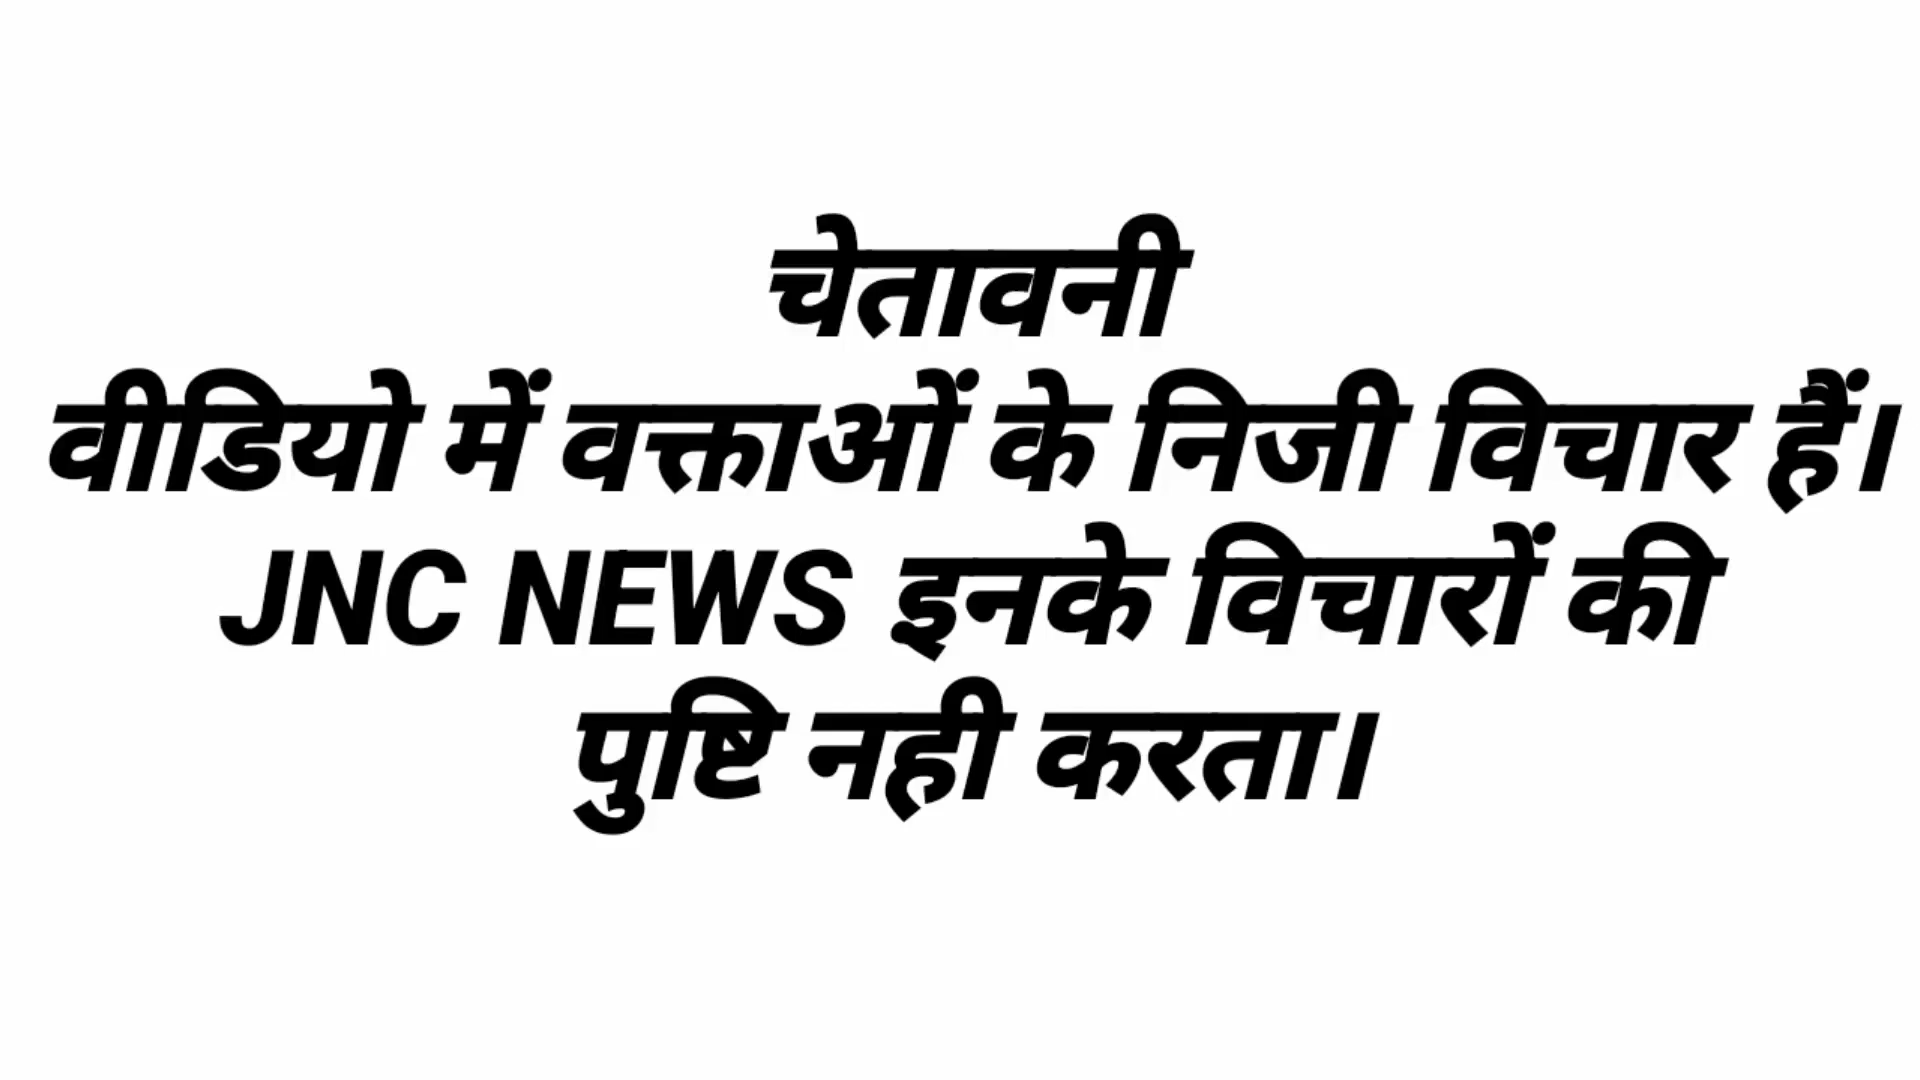 चेतावनी
वीडियो में वक्ताओं के निजी विचार हैं।
JNC NEWS इनके विचारों की
पुष्टि नही करता।